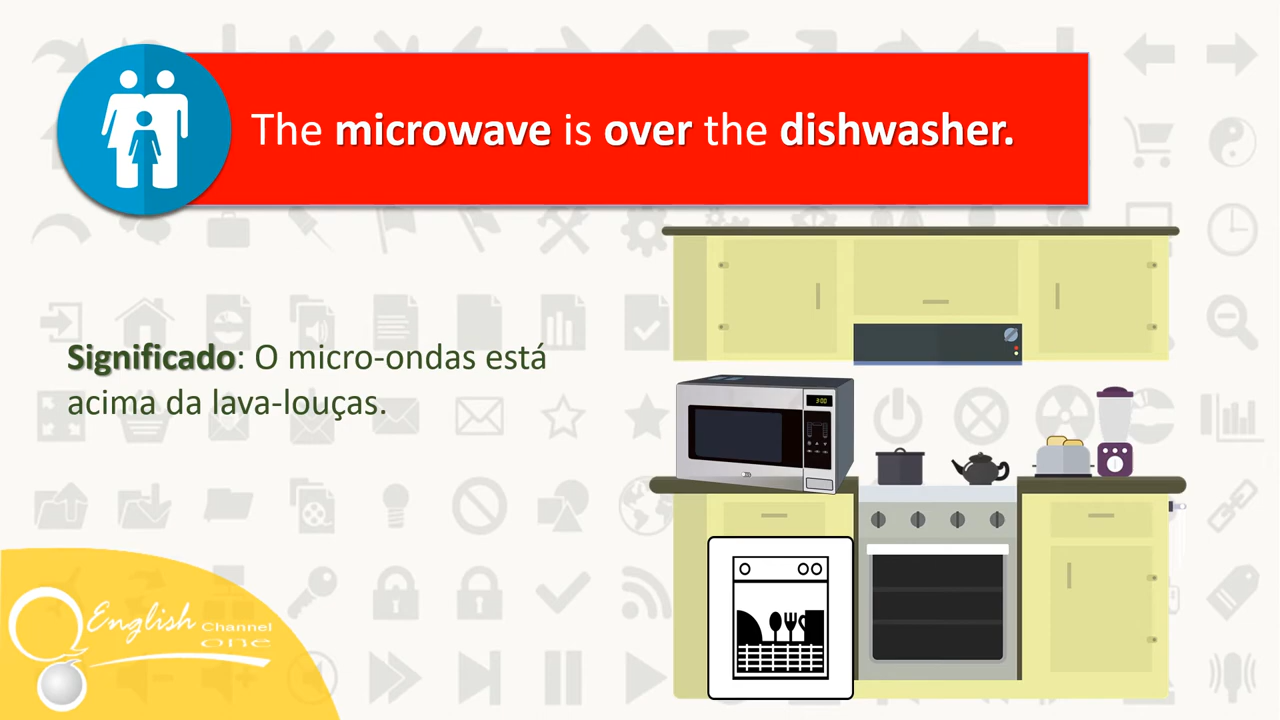 The microwave is over the dishwasher.
Significado: O micro-ondas está
acima da lava-louças.
3:00
English Channel
one